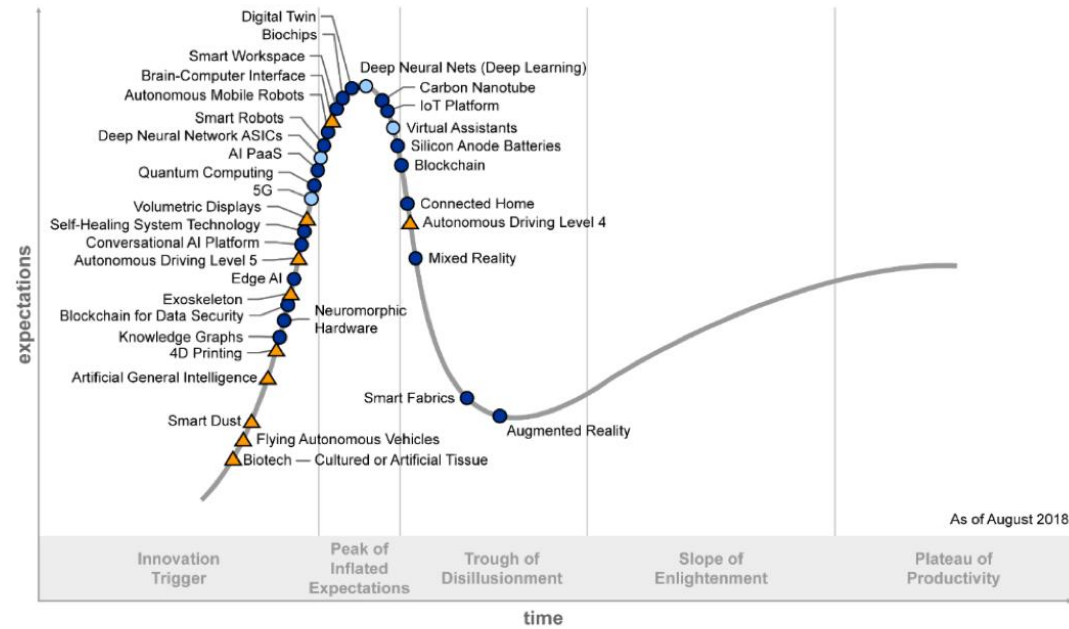 Digital Twin
Biochips
Smart Workspace
Brain-Computer Interface
Autonomous Mobile Robots
Smart Robots
Deep Neural Network ASICs
AI PaaS
Quantum Computing
5G
Volumetric Displays
Self-Healing System Technology
Conversational AI Platform
Autonomous Driving Level 5
Edge AI
Exoskeleton
Blockchain for Data Security
Neuromorphic
Hardware
Knowledge Graphs
4D Printing
Artificial General Intelligence
Smart Dust
Flying Autonomous Vehicles
Biotech — Cultured or Artificial Tissue
Deep Neural Nets (Deep Learning)
Carbon Nanotube
IoT Platform
Virtual Assistants
Silicon Anode Batteries
Blockchain
Connected Home
Autonomous Driving Level 4
Mixed Reality
Smart Fabrics
Augmented Reality
expectations
As of August 2018
Innovation
Trigger
Peak of
Inflated
Expectations
Trough of
Disillusionment
Slope of
Enlightenment
Plateau of
Productivity
time